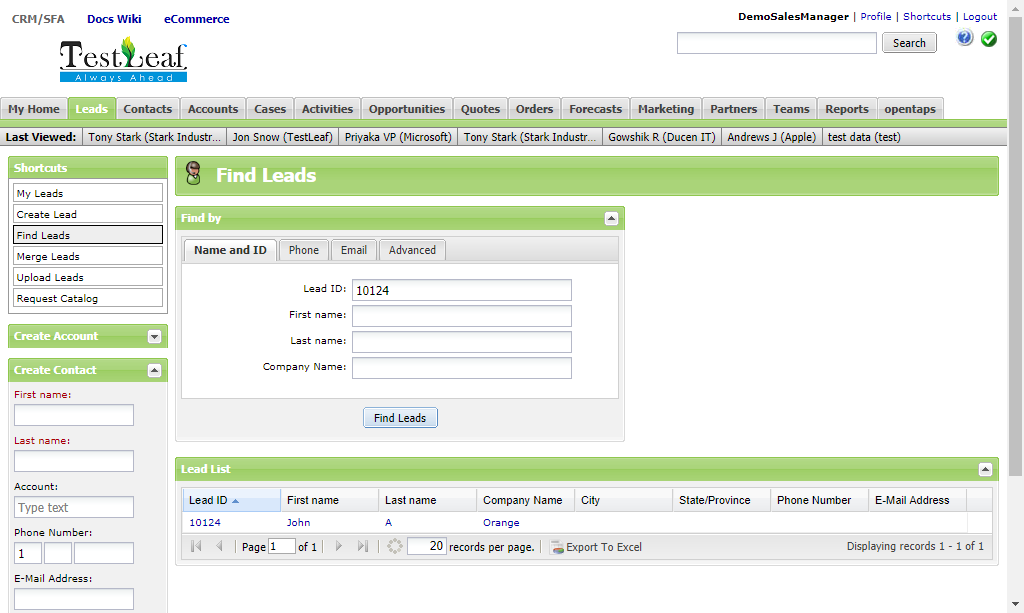 CRM/SFA Docs Wiki eCommerce
DemoSalesManager | Profile | Shortcuts | Logout
TestLeaf
Always Ahead
Search
My Home Leads Contacts Accounts Cases Activities Opportunities Quotes Orders Forecasts Marketing Partners Teams Reports opentaps
Last Viewed: Tony Stark (Stark Industr... Jon Snow (TestLeaf) Priyaka VP (Microsoft) Tony Stark (Stark Industr... Gowshik R (Ducen IT) Andrews J (Apple) test data (test)
Shortcuts
My Leads
Create Lead
Find Leads
Merge Leads
Upload Leads
Request Catalog
Create Account
Create Contact
First name:
Last name:
Account:
Type text
Phone Number:
1
E-Mail Address:
Find Leads
Find by
Name and ID Phone Email Advanced
Lead ID: 10124
First name:
Last name:
Company Name:
Find Leads
Lead List
Lead ID First name Last name Company Name City State/Province Phone Number E-Mail Address
10124 John A Orange
Page 1 of 1 20 records per page. Export To Excel Displaying records 1 - 1 of 1